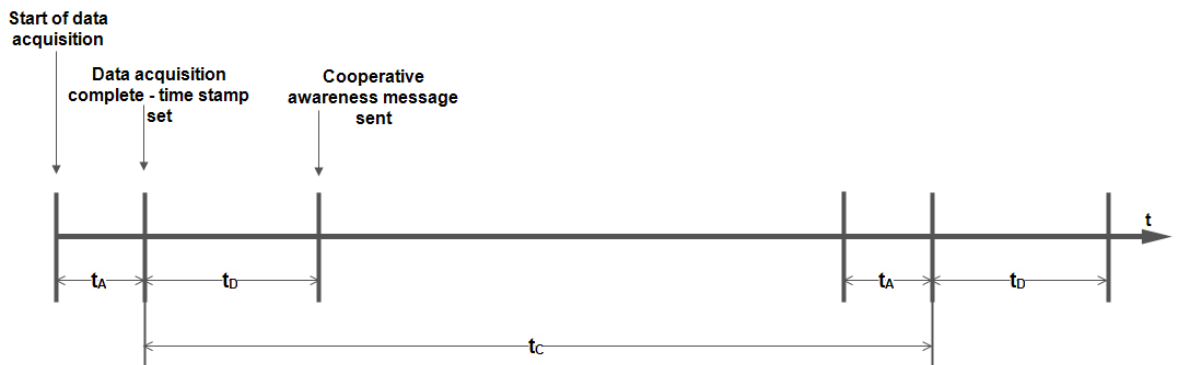 Start of data
acquisition
Data acquisition
complete - time stamp
set
Cooperative
awareness message
sent
t
tA
tD
tA
tD
tC